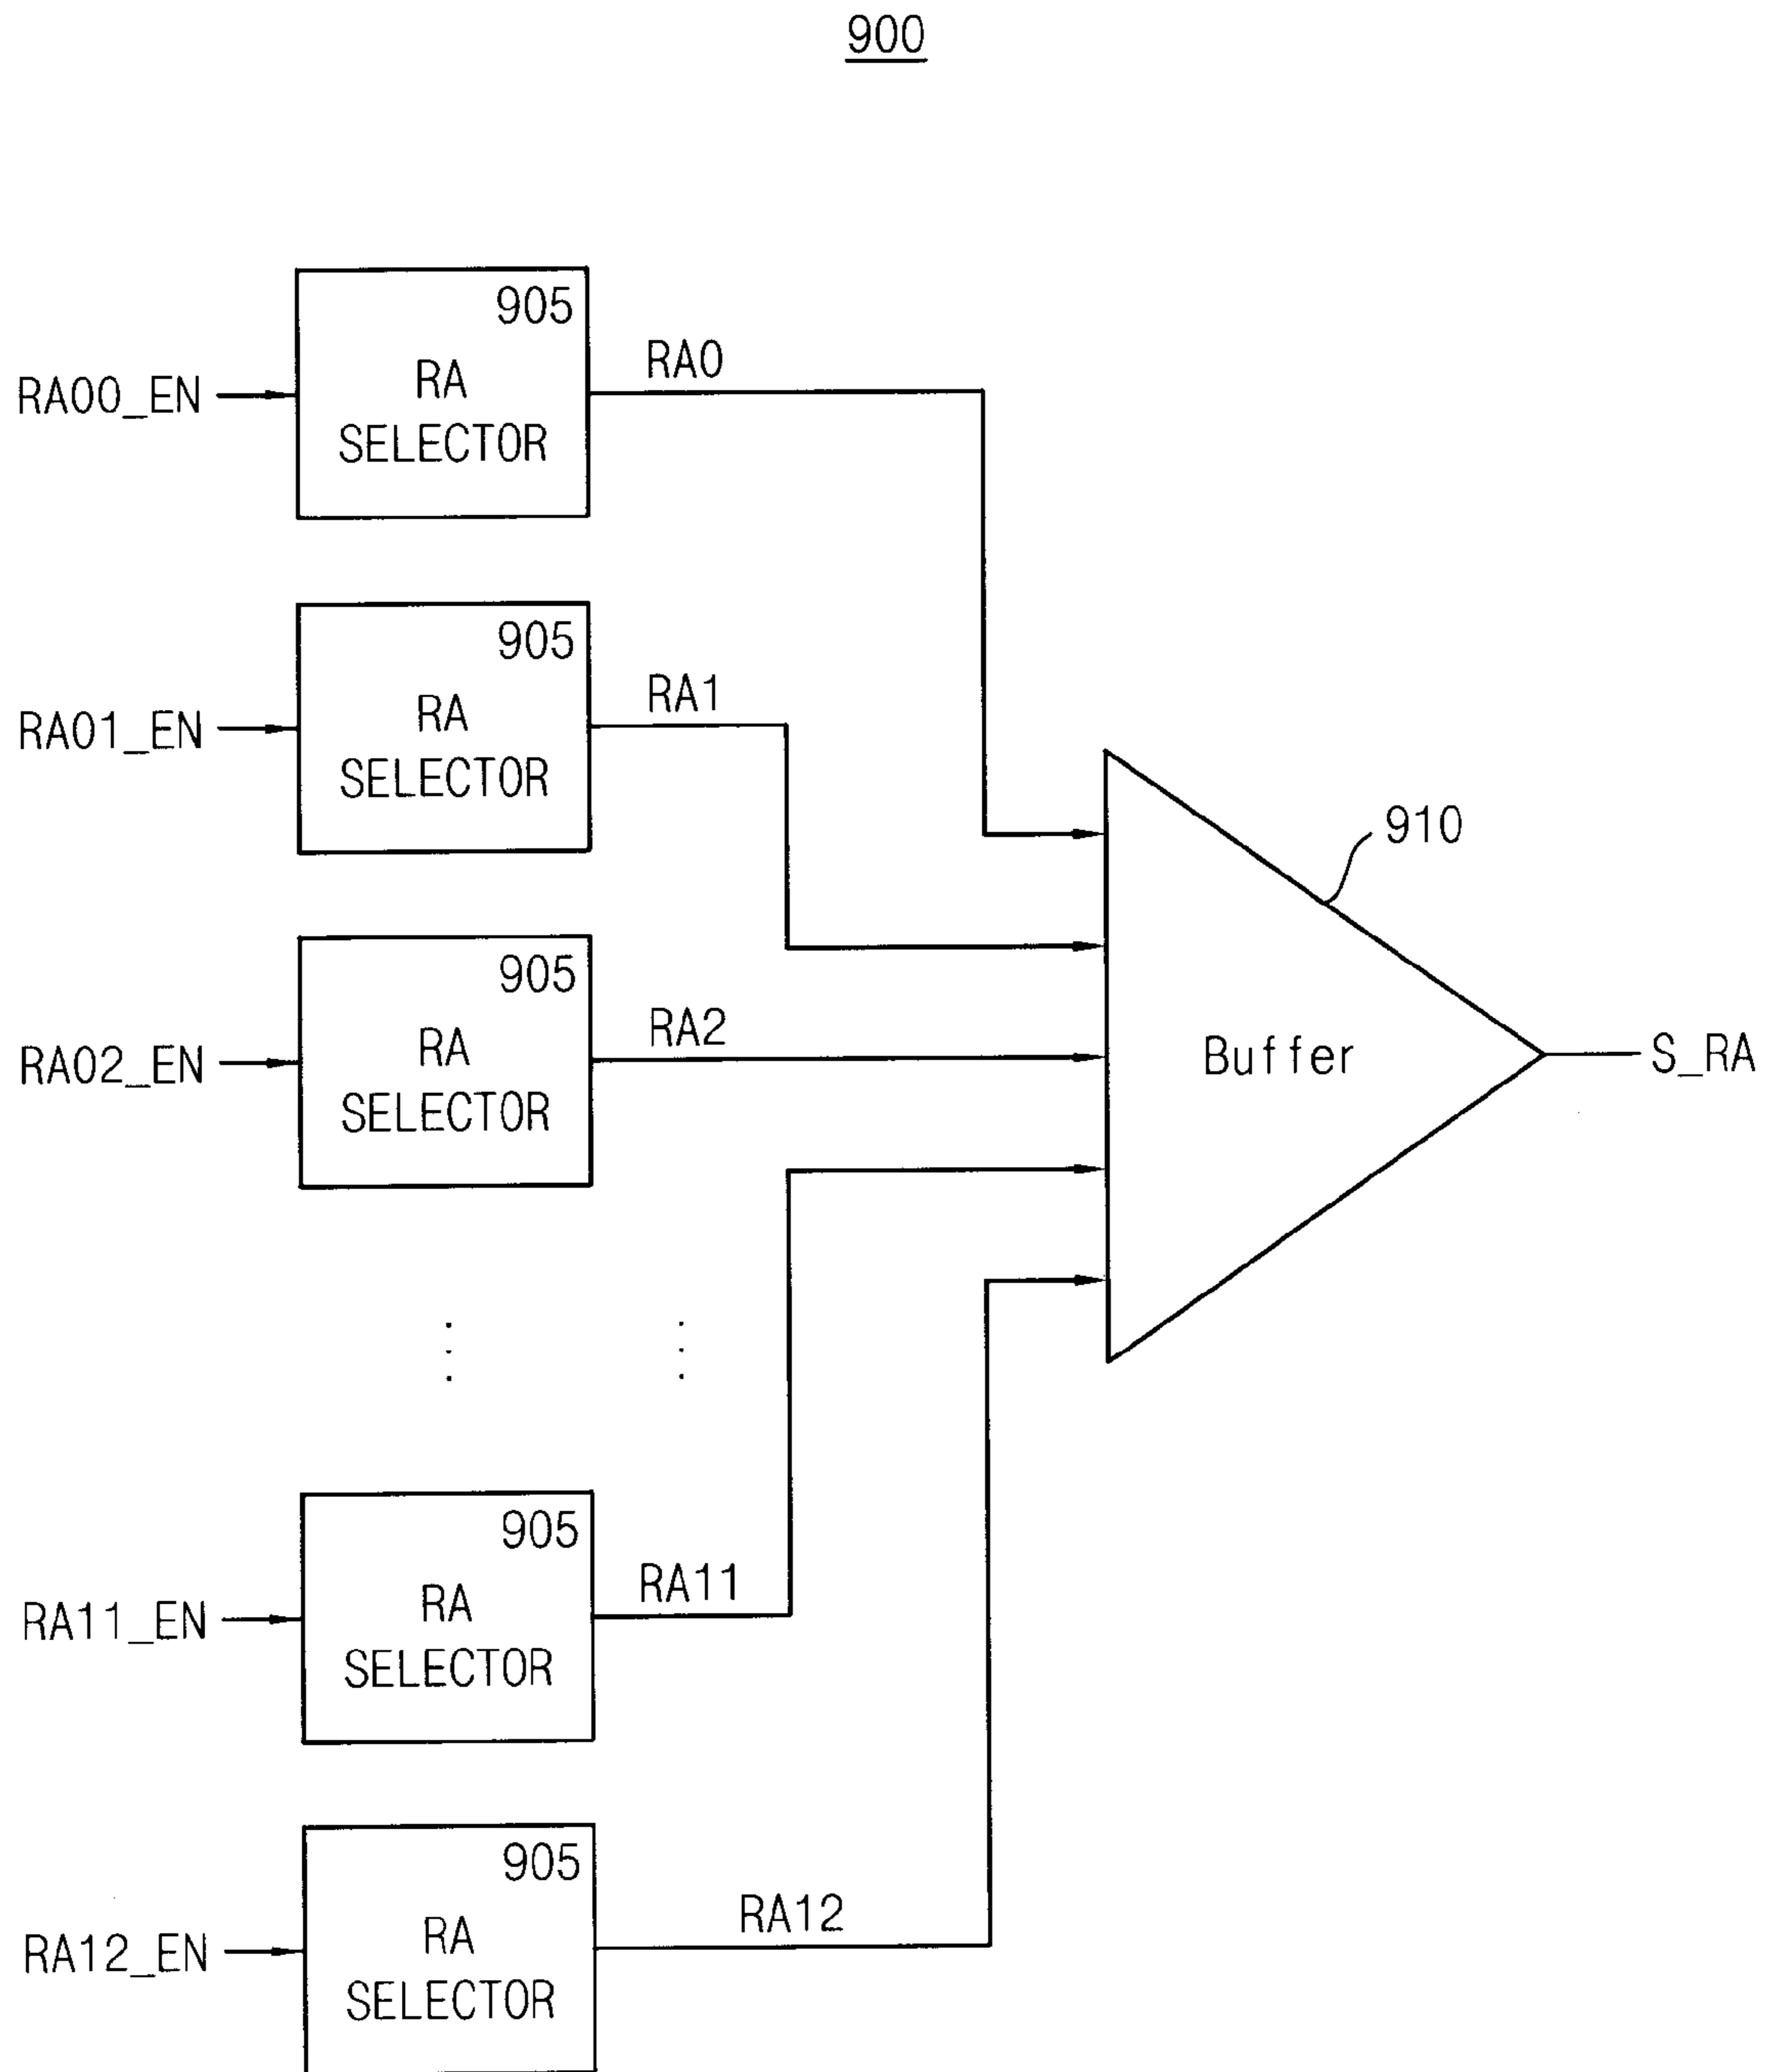 900
905
RA
SELECTOR
RA00_EN
RA0
905
RA
SELECTOR
RA01_EN
RA1
910
905
RA
SELECTOR
RA02_EN
RA2
Buffer
S_RA
905
RA
SELECTOR
RA11_EN
RA11
905
RA
SELECTOR
RA12_EN
RA12